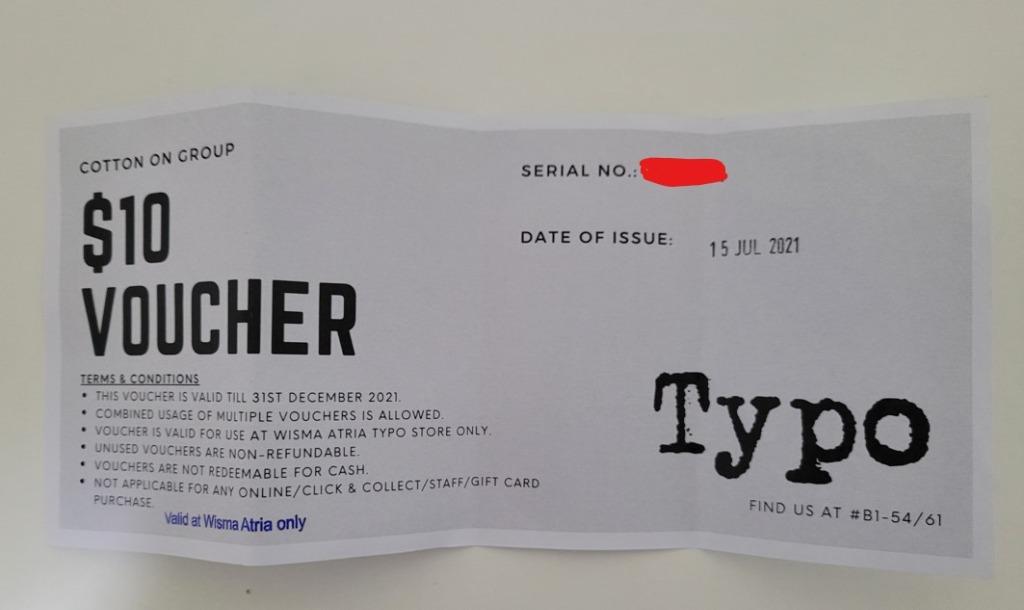 COTTON ON GROUP
$10
VOUCHER
TERMS & CONDITIONS
• THIS VOUCHER IS VALID TILL 31ST DECEMBER 2021.
• COMBINED USAGE OF MULTIPLE VOUCHERS IS ALLOWED.
• VOUCHER IS VALID FOR USE AT WISMA ATRIA TYPO STORE ONLY.
• UNUSED VOUCHERS ARE NON-REFUNDABLE.
• VOUCHERS ARE NOT REDEEMABLE FOR CASH.
• NOT APPLICABLE FOR ANY ONLINE/CLICK & COLLECT/STAFF/GIFT CARD
PURCHASE.
Valid at Wisma Atria only
SERIAL NO.:
DATE OF ISSUE: 15 JUL 2021
Typo
FIND US AT #B1-54/61